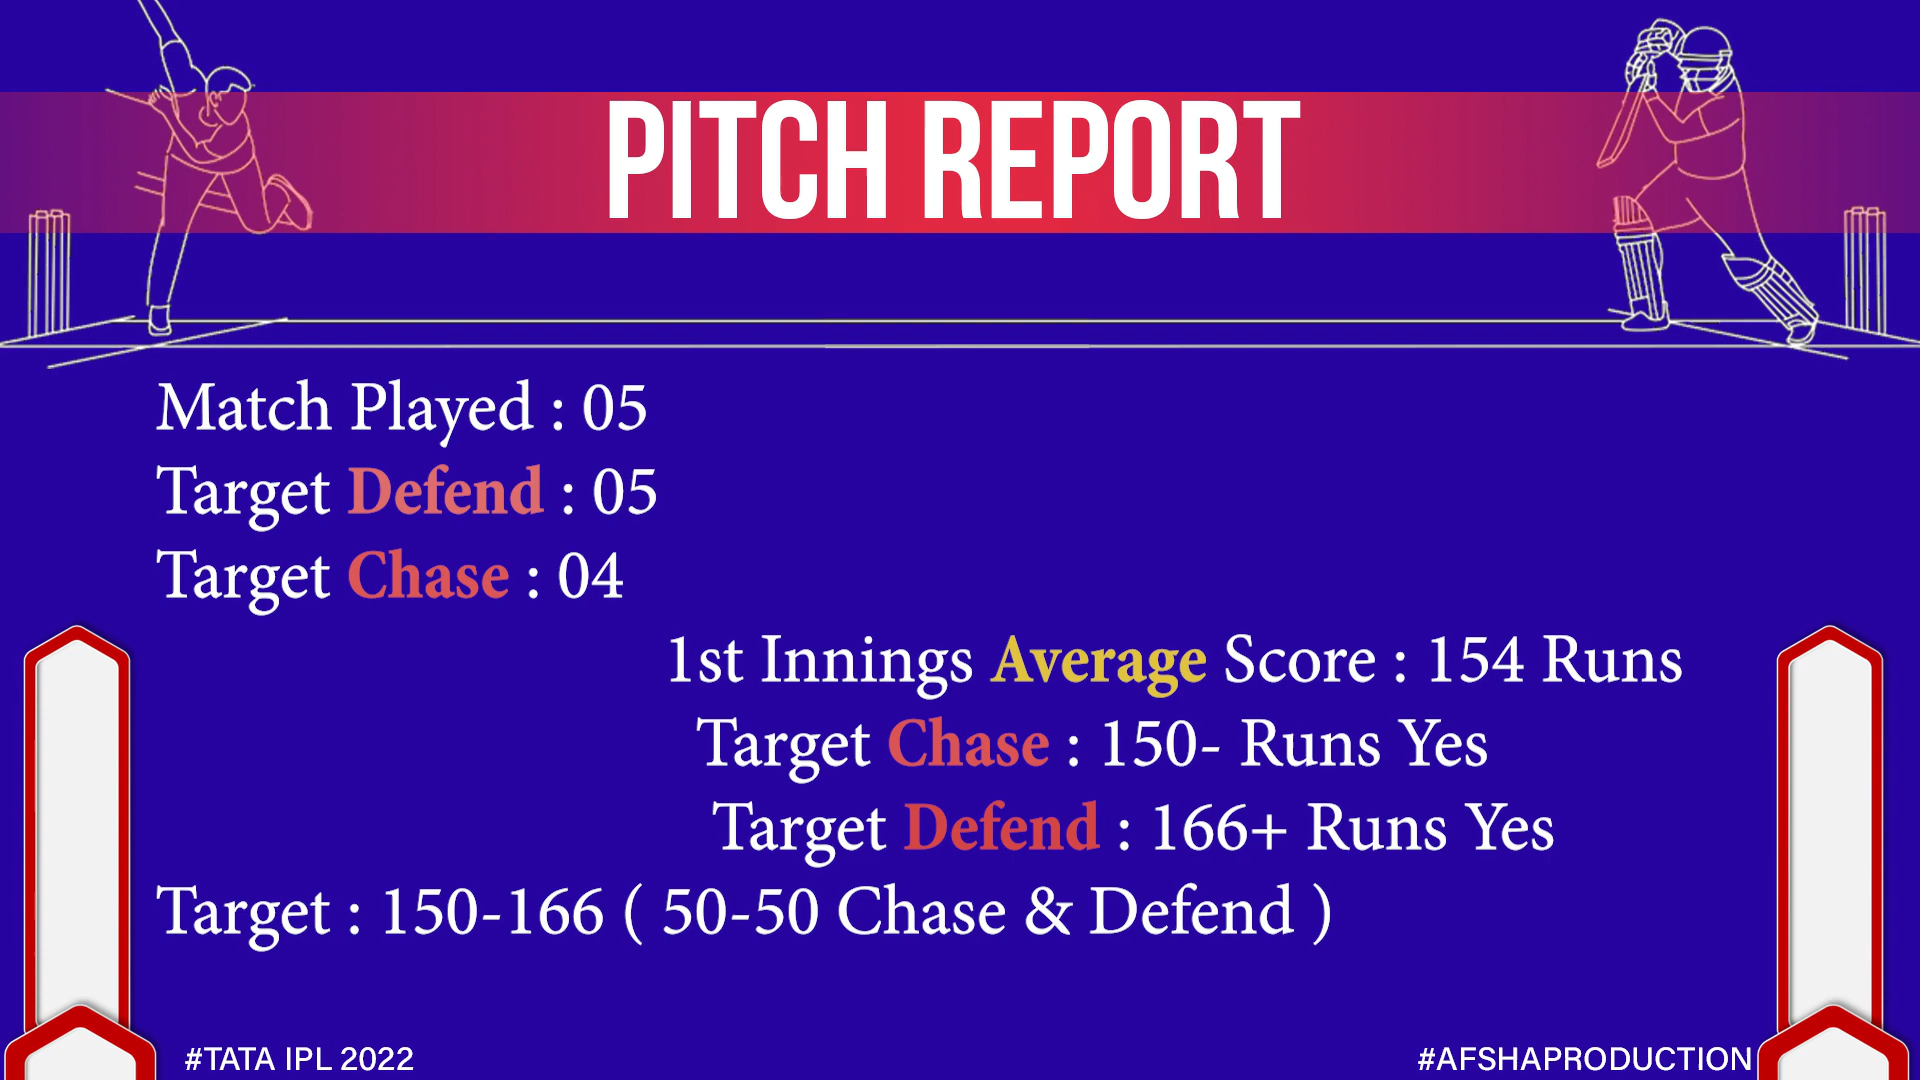 PITCH REPORT
Match Played : 05
Target Defend : 05
Target Chase : 04
1st Innings Average Score : 154 Runs
Target Chase : 150- Runs Yes
Target Defend : 166+ Runs Yes
Target : 150-166 ( 50-50 Chase & Defend )
#TATA IPL 2022
#AFSHAPRODUCTION